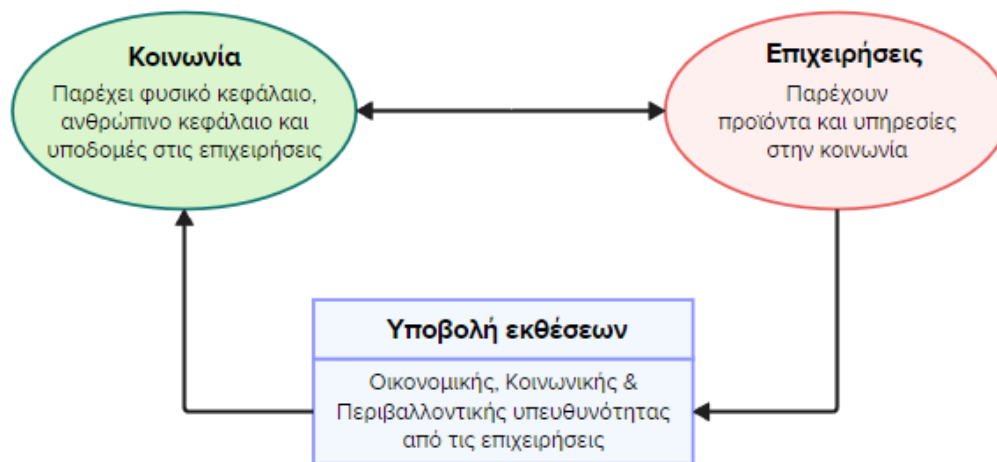 Κοινωνία
Παρέχει φυσικό κεφάλαιο,
ανθρώπινο κεφάλαιο και
υποδομές στις επιχειρήσεις
Επιχειρήσεις
Παρέχουν
προϊόντα και υπηρεσίες
στην κοινωνία
Υποβολή εκθέσεων
Οικονομικής, Κοινωνικής &
Περιβαλλοντικής υπευθυνότητας
από τις επιχειρήσεις